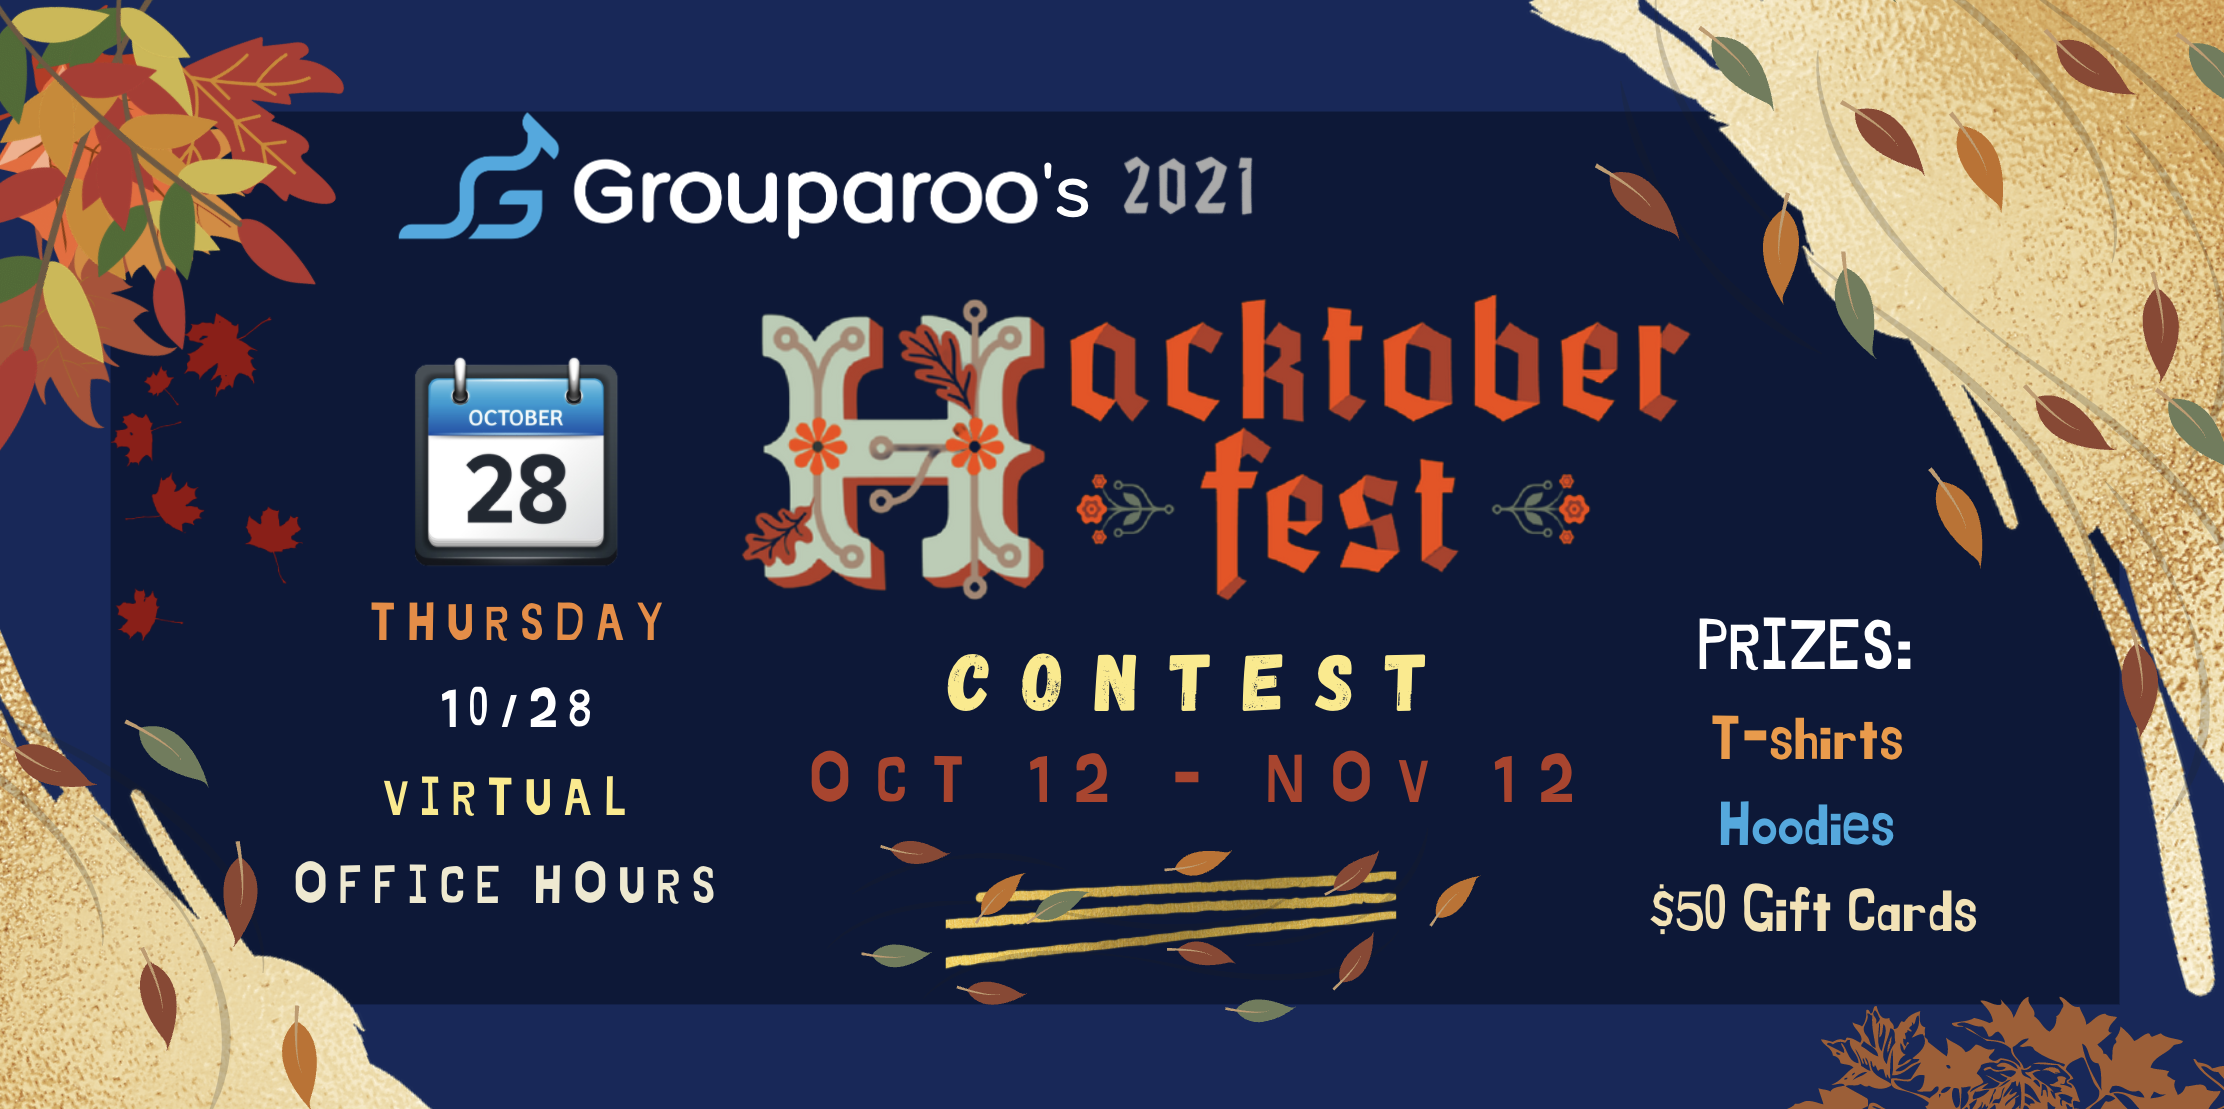 Grouparoo's 2021
Hacktober
fest
CONTEST
OCT 12 - NOV 12
OCTOBER
28
THURSDAY
10/28
VIRTUAL
OFFICE HOURS
PRIZES:
T-shirts
Hoodies
$50 Gift Cards